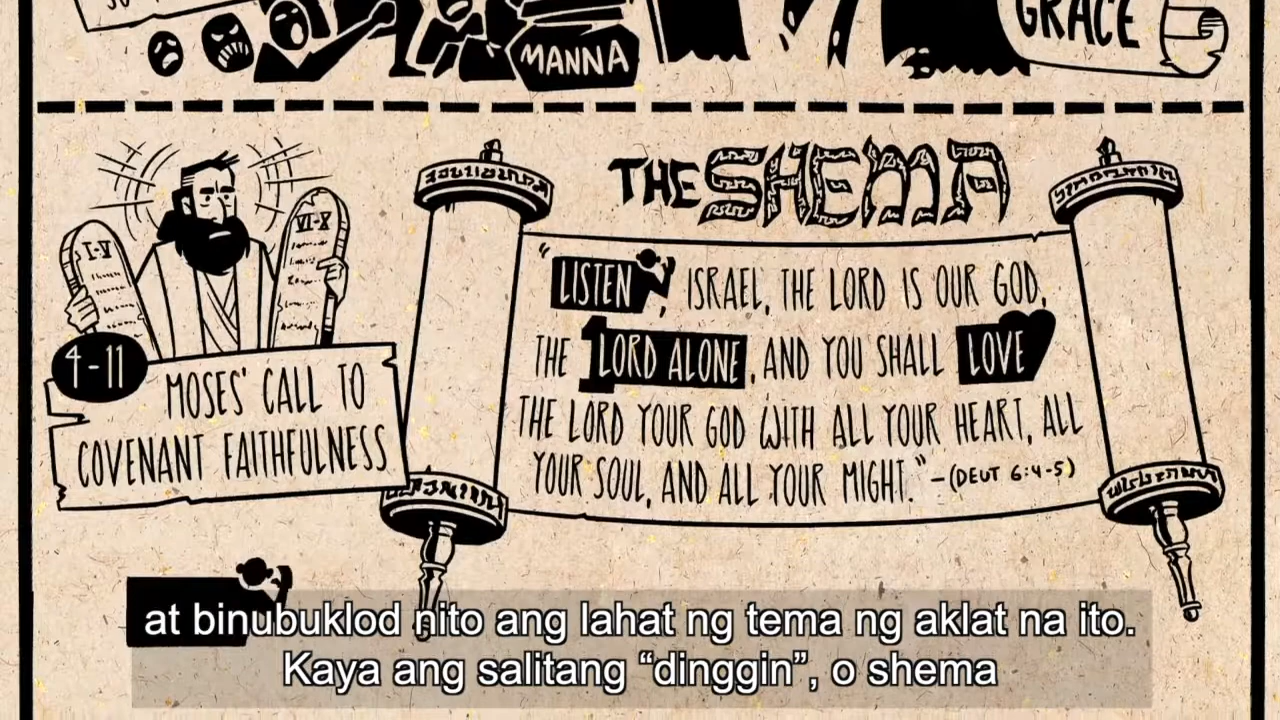 MANNA
GRACE
THE SHEMA
I-V
VI-X
4-11
MOSES' CALL TO
COVENANT FAITHFULNESS
"LISTEN, ISRAEL, THE LORD IS OUR GOD,
THE LORD ALONE, AND YOU SHALL LOVE
THE LORD YOUR GOD WITH ALL YOUR HEART, ALL
YOUR SOUL, AND ALL YOUR MIGHT." -(DEUT 6:4-5)
at binubuklod nito ang lahat ng tema ng aklat na ito.
Kaya ang salitang “dinggin”, o shema